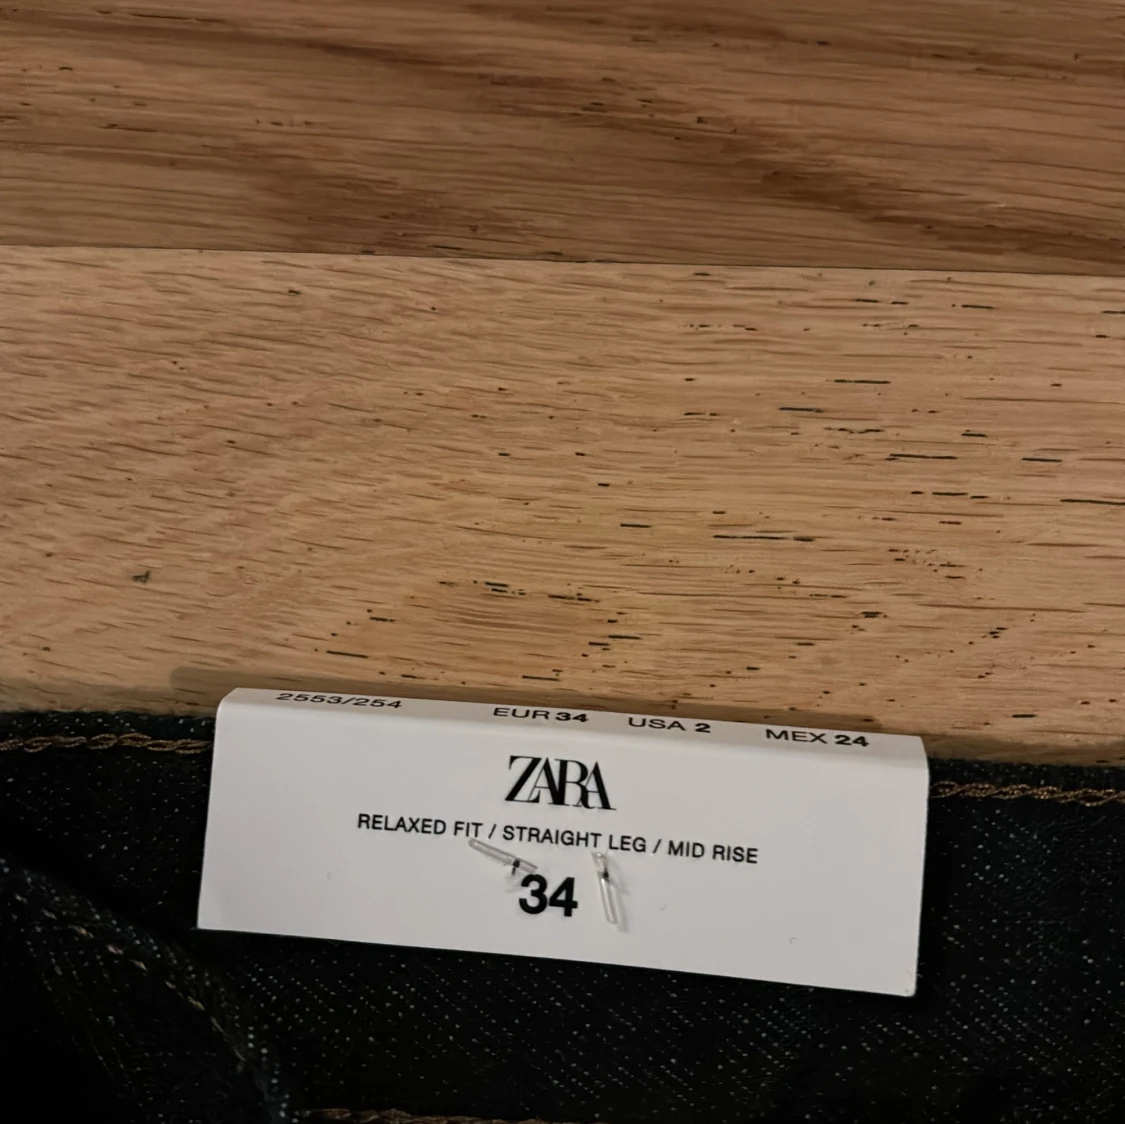 2553/254 EUR 34 USA 2 MEX 24
ZARA
RELAXED FIT / STRAIGHT LEG / MID RISE
34